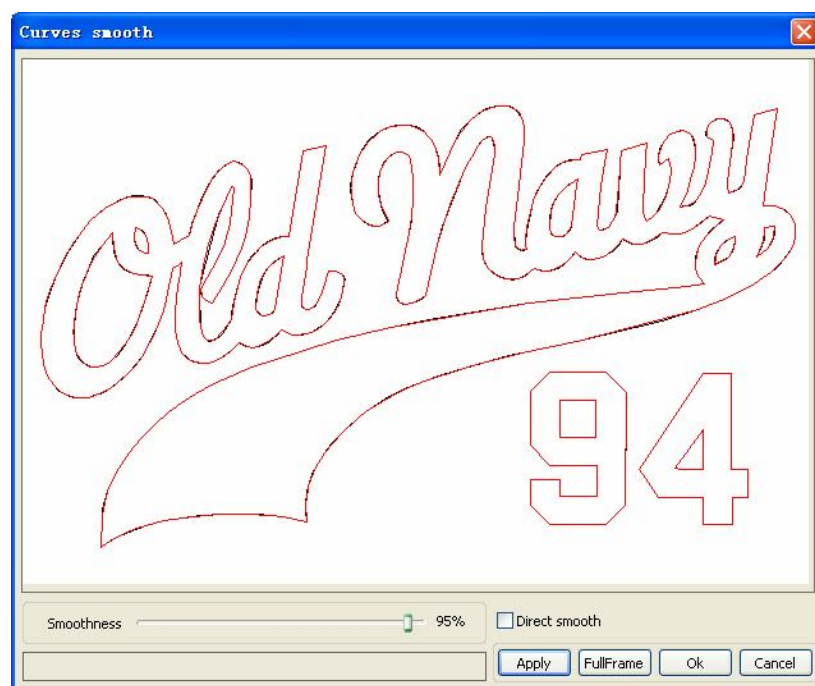 Curves smooth
Old Navy
94
Smoothness 95% Direct smooth
Apply FullFrame Ok Cancel